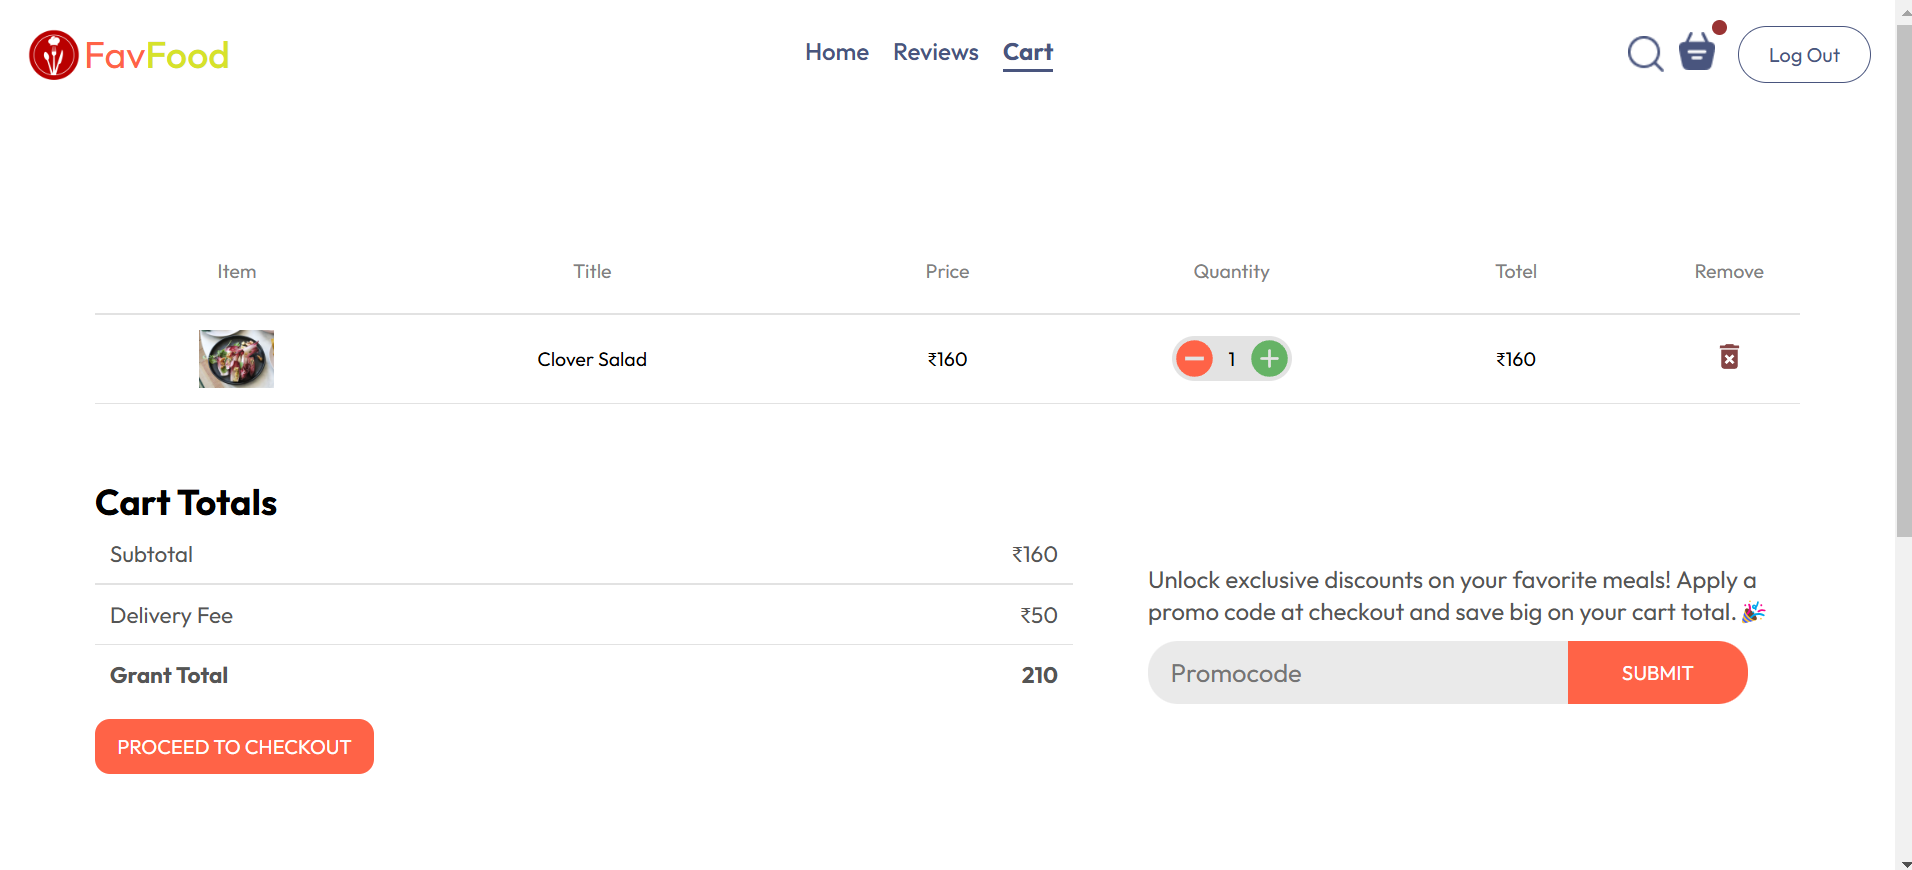 FavFood
Home Reviews Cart
Log Out
Item Title Price Quantity Totel Remove
Clover Salad ₹160 1 ₹160
Cart Totals
Subtotal ₹160
Delivery Fee ₹50
Grant Total 210
PROCEED TO CHECKOUT
Unlock exclusive discounts on your favorite meals! Apply a
promo code at checkout and save big on your cart total. 🎉
Promocode SUBMIT